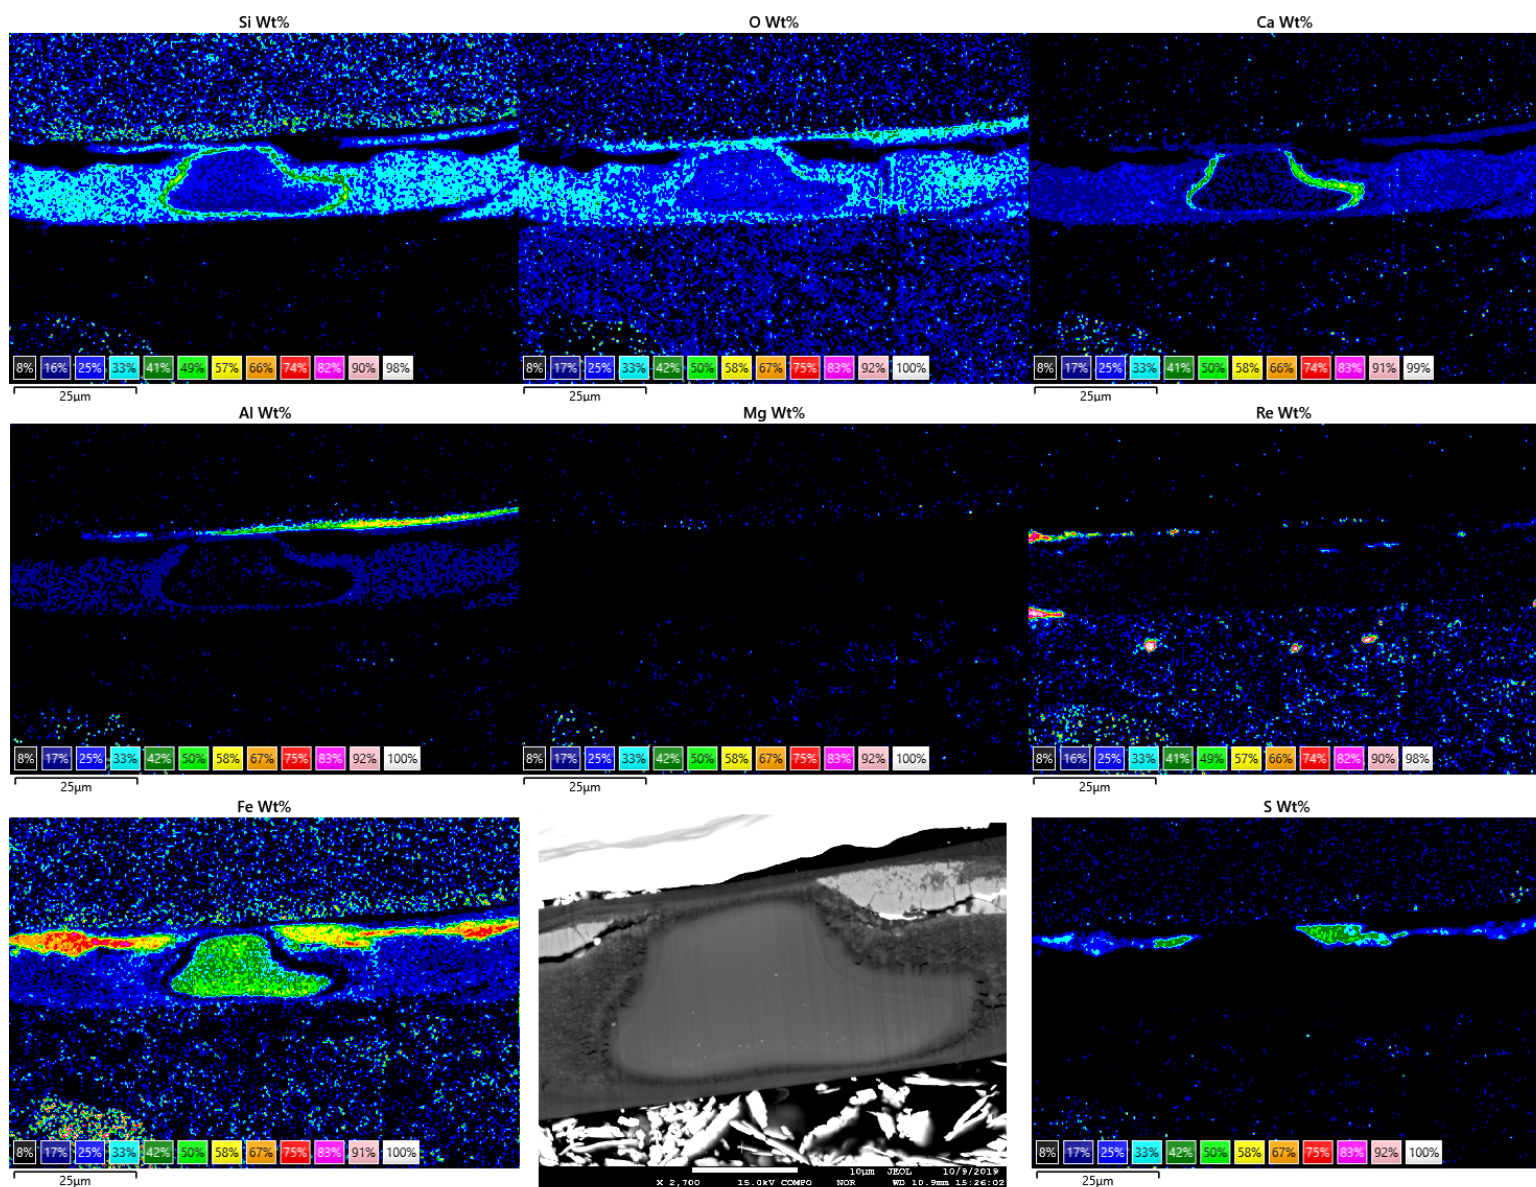 Si Wt%
O Wt%
Ca Wt%
8% 16% 25% 33% 41% 49% 57% 66% 74% 82% 90% 98%
8% 17% 25% 33% 42% 50% 58% 67% 75% 83% 92% 100%
8% 17% 25% 33% 41% 50% 58% 66% 74% 83% 91% 99%
25µm
25µm
25µm
Al Wt%
Mg Wt%
Re Wt%
8% 17% 25% 33% 42% 50% 58% 67% 75% 83% 92% 100%
8% 17% 25% 33% 42% 50% 58% 67% 75% 83% 92% 100%
8% 16% 25% 33% 41% 49% 57% 66% 74% 82% 90% 98%
25µm
25µm
25µm
Fe Wt%
S Wt%
8% 17% 25% 33% 42% 50% 58% 67% 75% 83% 91% 100%
8% 17% 25% 33% 42% 50% 58% 67% 75% 83% 92% 100%
25µm
10µm JEOL 10/9/2019
X 2,700 15.0kV COMPO NOR WD 10.9mm 15:26:02
25µm